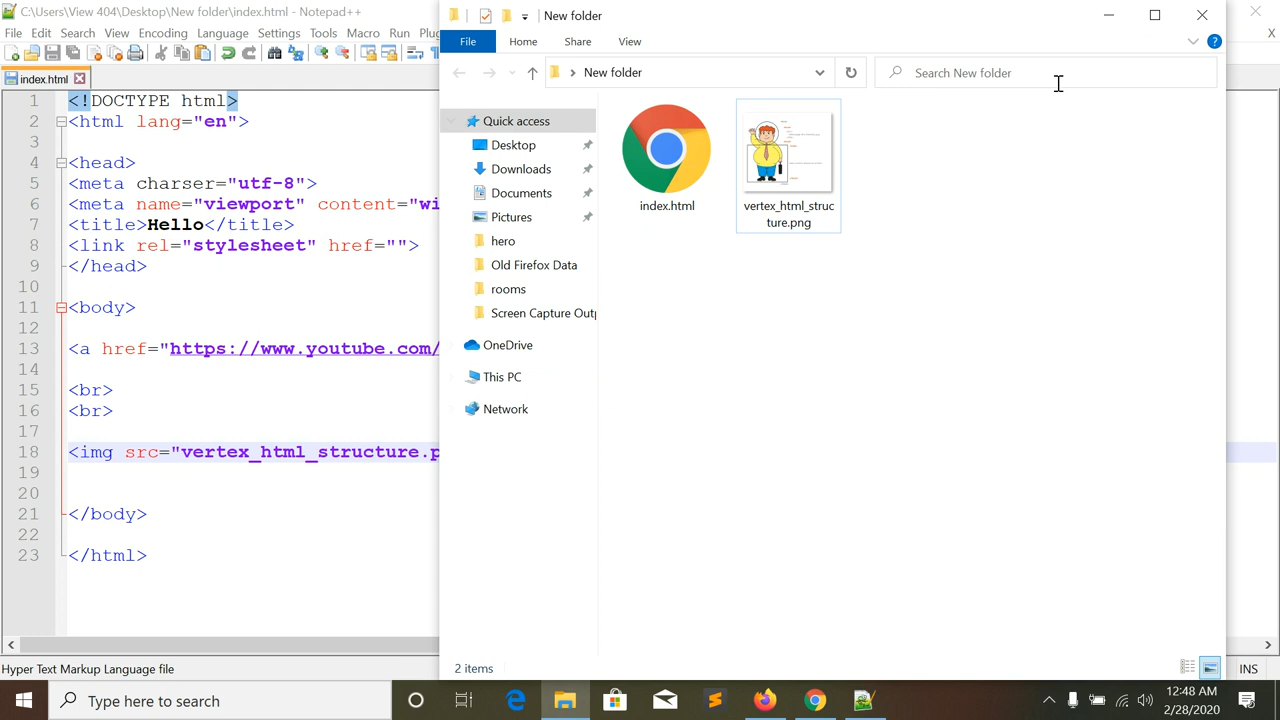 C:\Users\View 404\Desktop\New folder\index.html - Notepad++
File Edit Search View Encoding Language Settings Tools Macro Run Plug
X
index.html
1 <!DOCTYPE html>
2 <html lang="en">
3
4 <head>
5 <meta charser="utf-8">
6 <meta name="viewport" content="wi
7 <title>Hello</title>
8 <link rel="stylesheet" href="">
9 </head>
10
11 <body>
12
13 <a href="https://www.youtube.com/
14
15 <br>
16 <br>
17
18 <img src="vertex_html_structure.p
19
20
21 </body>
22
23 </html>
Hyper Text Markup Language file
INS
New folder
File Home Share View
New folder
Search New folder
Quick access
Desktop
Downloads
Documents
Pictures
hero
Old Firefox Data
rooms
Screen Capture Outp
OneDrive
This PC
Network
index.html
vertex_html_struc
ture.png
2 items
Type here to search
12:48 AM
2/28/2020